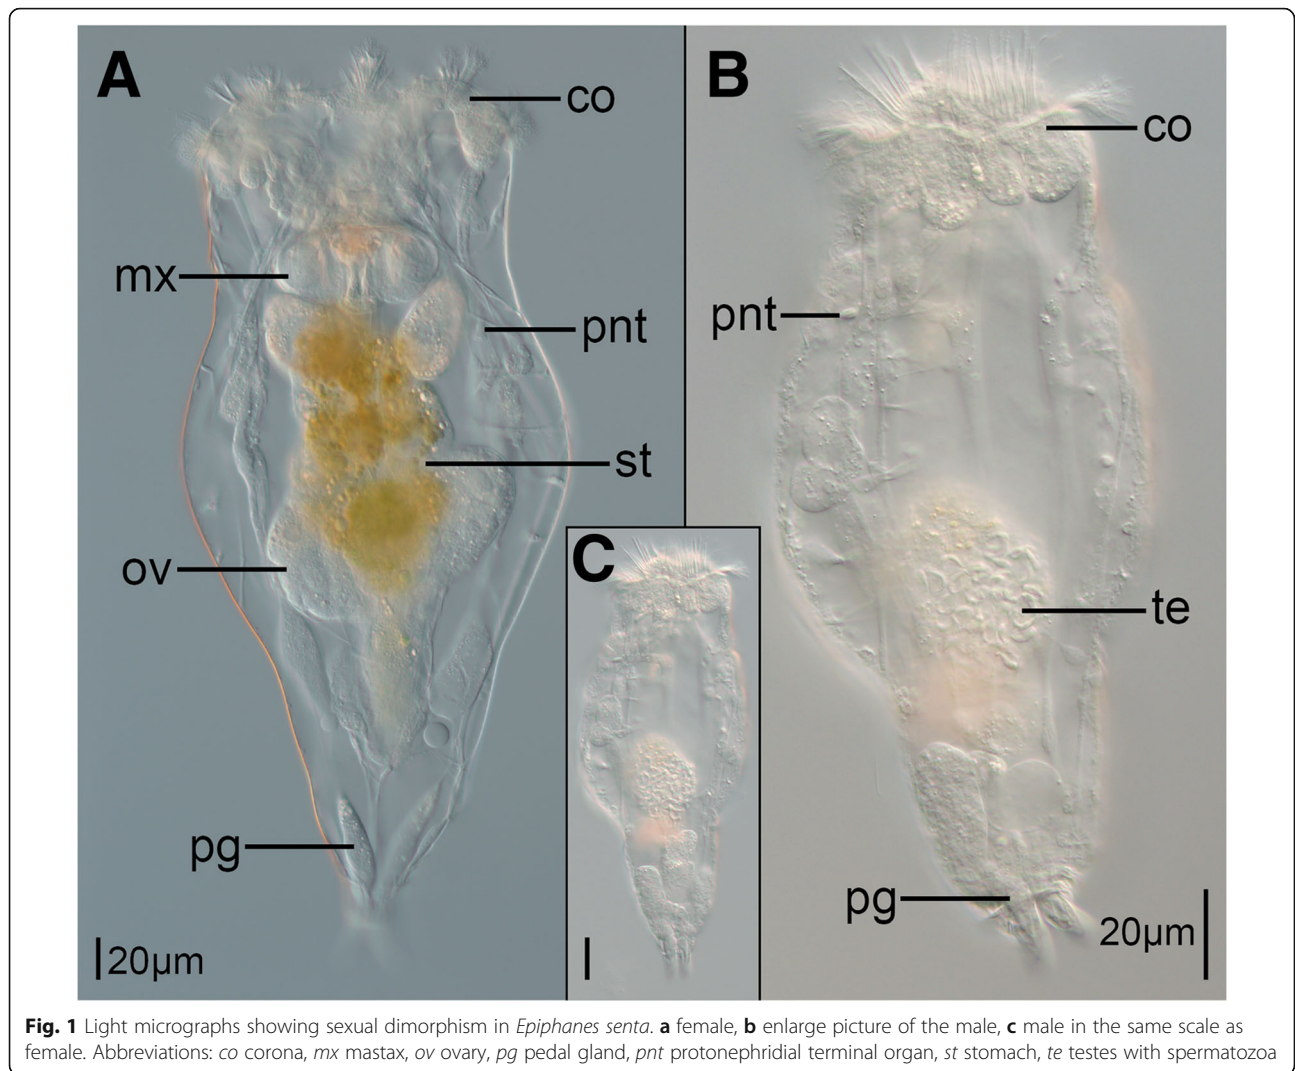 A
co
mx
pnt
st
ov
pg
20µm
B
co
pnt
te
pg
20µm
C
Fig. 1 Light micrographs showing sexual dimorphism in Epiphanes senta. a female, b enlarge picture of the male, c male in the same scale as
female. Abbreviations: co corona, mx mastax, ov ovary, pg pedal gland, pnt protonephridial terminal organ, st stomach, te testes with spermatozoa